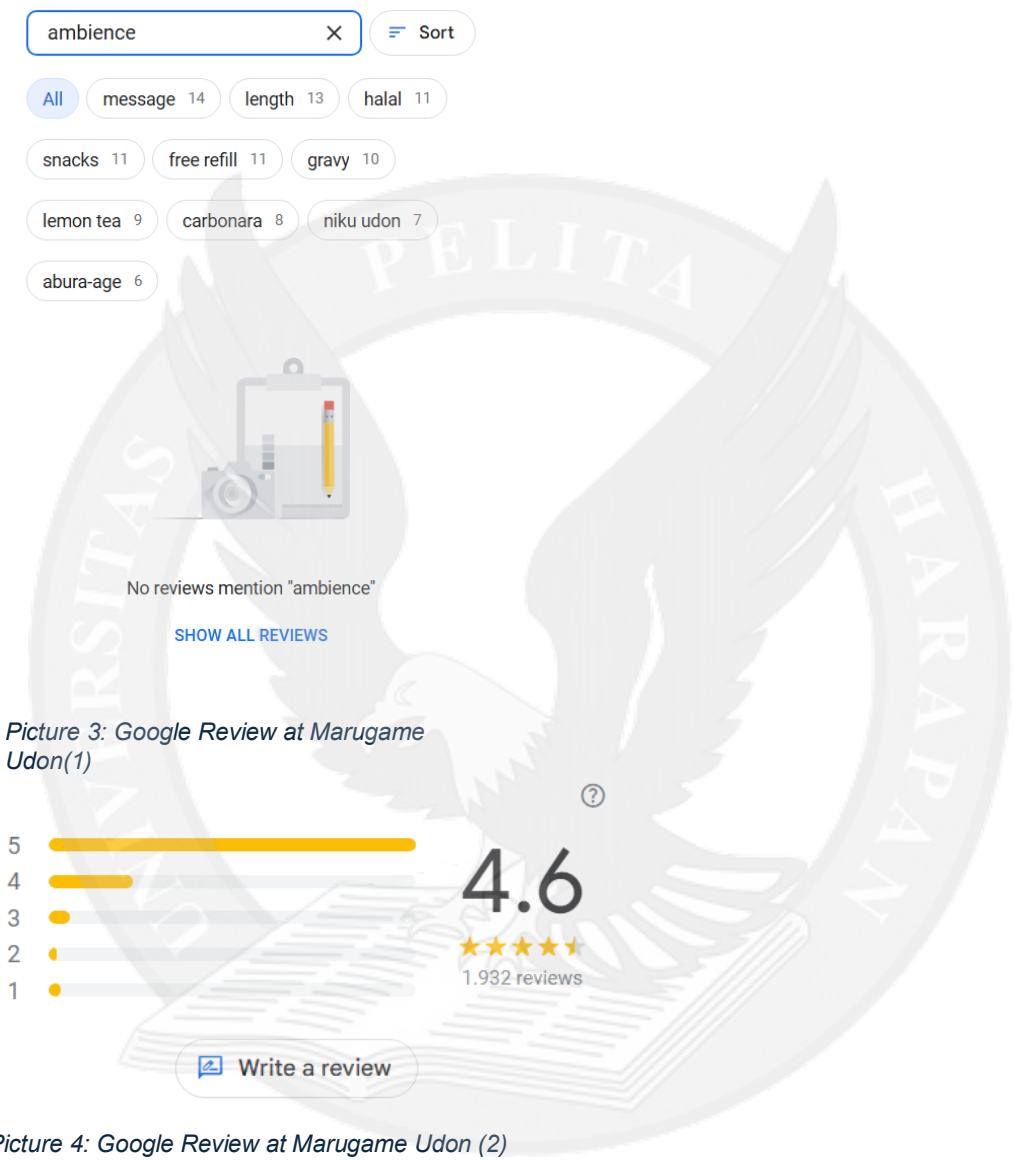 ambience
Sort
All
message 14
length 13
halal 11
snacks 11
free refill 11
gravy 10
lemon tea 9
carbonara 8
niku udon 7
abura-age 6
No reviews mention "ambience"
SHOW ALL REVIEWS
Picture 3: Google Review at Marugame
Udon(1)
5
4
3
2
1
4.6
1.932 reviews
Write a review
Picture 4: Google Review at Marugame Udon (2)
UNIVERSITAS PELITA HARAPAN